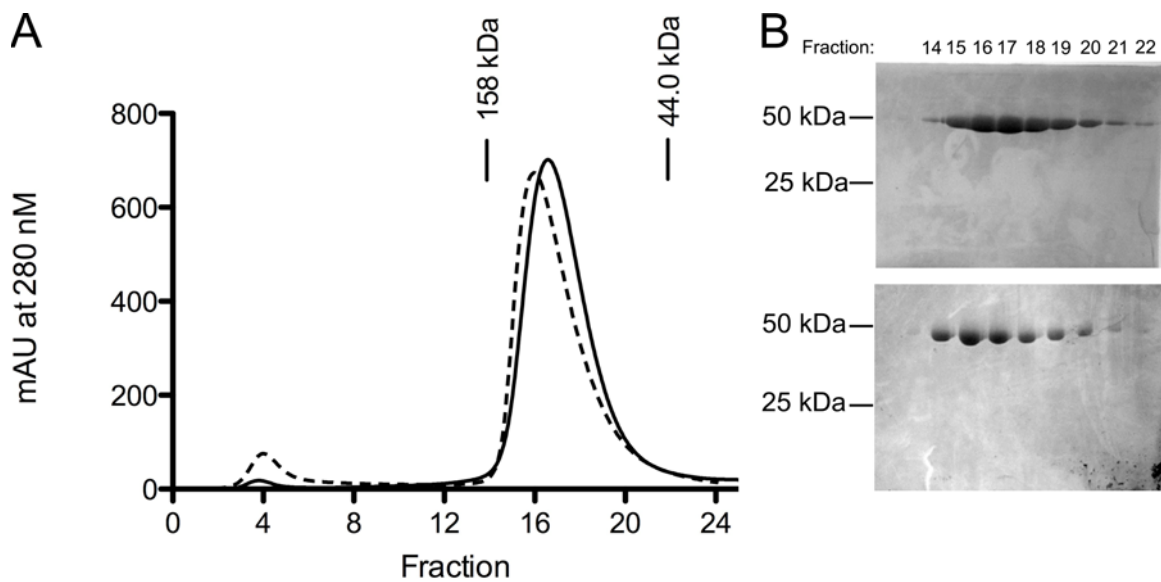 A
158 kDa
44.0 kDa
800
600
400
200
0
mAU at 280 nM
0 4 8 12 16 20 24
Fraction
B
Fraction: 14 15 16 17 18 19 20 21 22
50 kDa
25 kDa
50 kDa
25 kDa